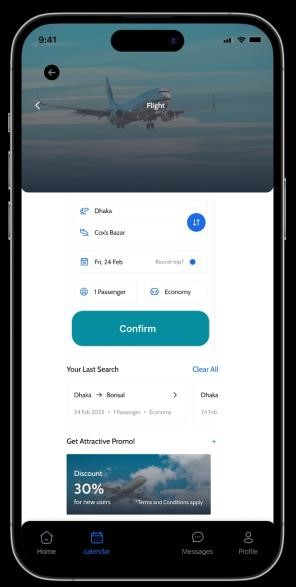 9:41
Flight
Dhaka
Cox's Bazar
Fri, 24 Feb Round-trip?
1 Passenger Economy
Confirm
Your Last Search Clear All
Dhaka → Borisal > Dhaka
24 Feb 2023 • 1 Passenger • Economy 24 Feb
Get Attractive Promo! +
Discount
30%
for new users *Terms and Conditions apply
Home calendar Messages Profile